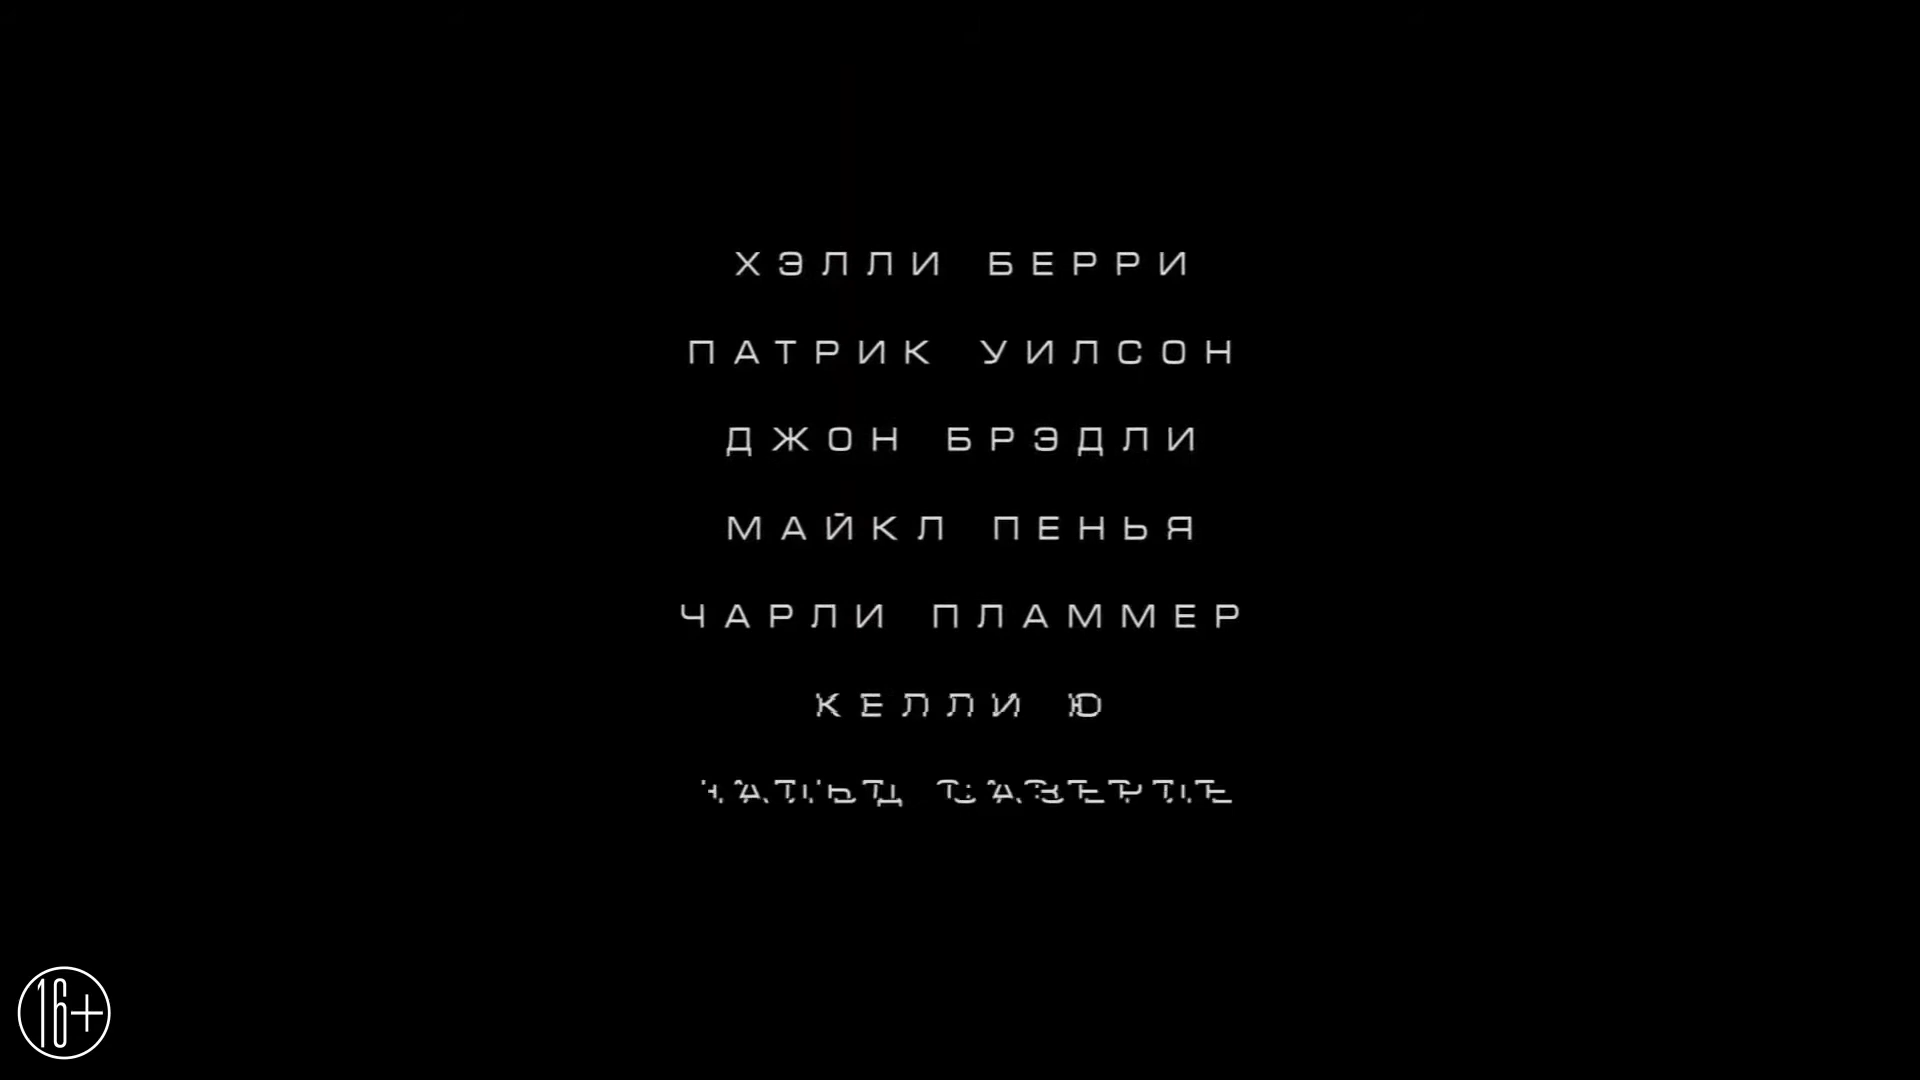 ХЭЛЛИ БЕРРИ
ПАТРИК УИЛСОН
ДЖОН БРЭДЛИ
МАЙКЛ ПЕНЬЯ
ЧАРЛИ ПЛАММЕР
КЕЛЛИ Ю
16+